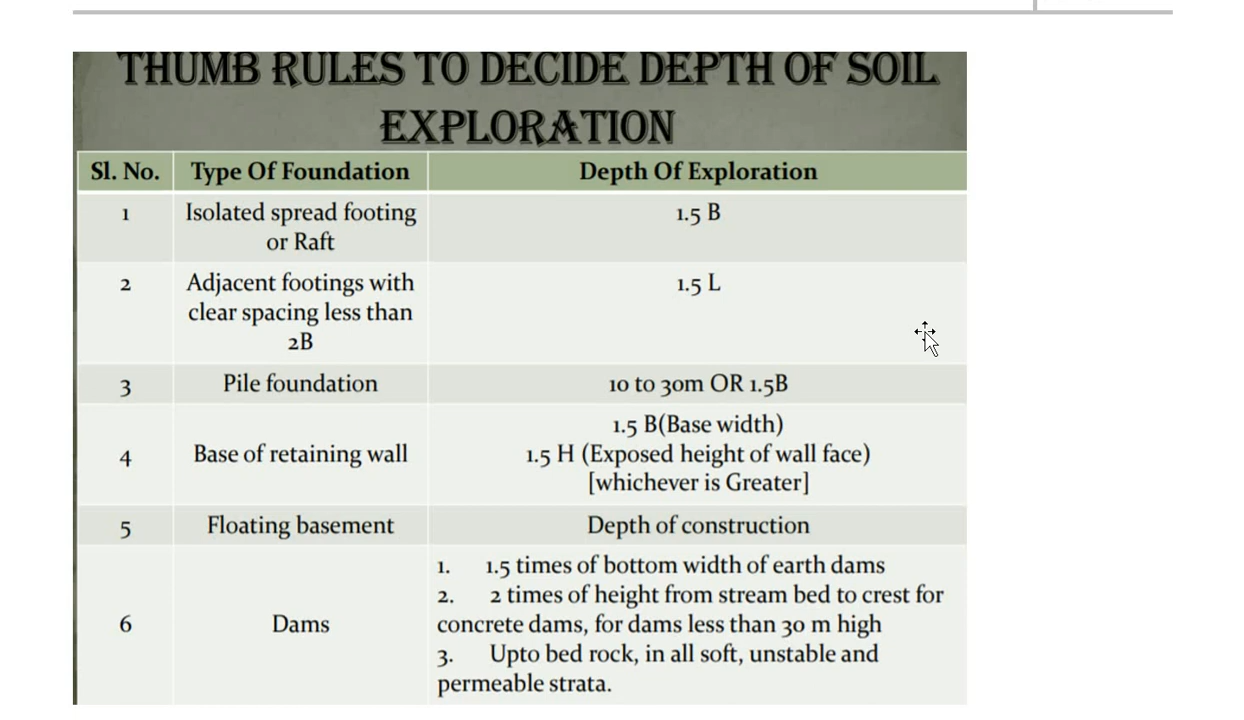 THUMB RULES TO DECIDE DEPTH OF SOIL
EXPLORATION
Sl. No.
Type Of Foundation
Depth Of Exploration
1
Isolated spread footing
or Raft
1.5 B
2
Adjacent footings with
clear spacing less than
2B
1.5 L
3
Pile foundation
10 to 30m OR 1.5B
4
Base of retaining wall
1.5 B(Base width)
1.5 H (Exposed height of wall face)
[whichever is Greater]
5
Floating basement
Depth of construction
6
Dams
1. 1.5 times of bottom width of earth dams
2. 2 times of height from stream bed to crest for
concrete dams, for dams less than 30 m high
3. Upto bed rock, in all soft, unstable and
permeable strata.